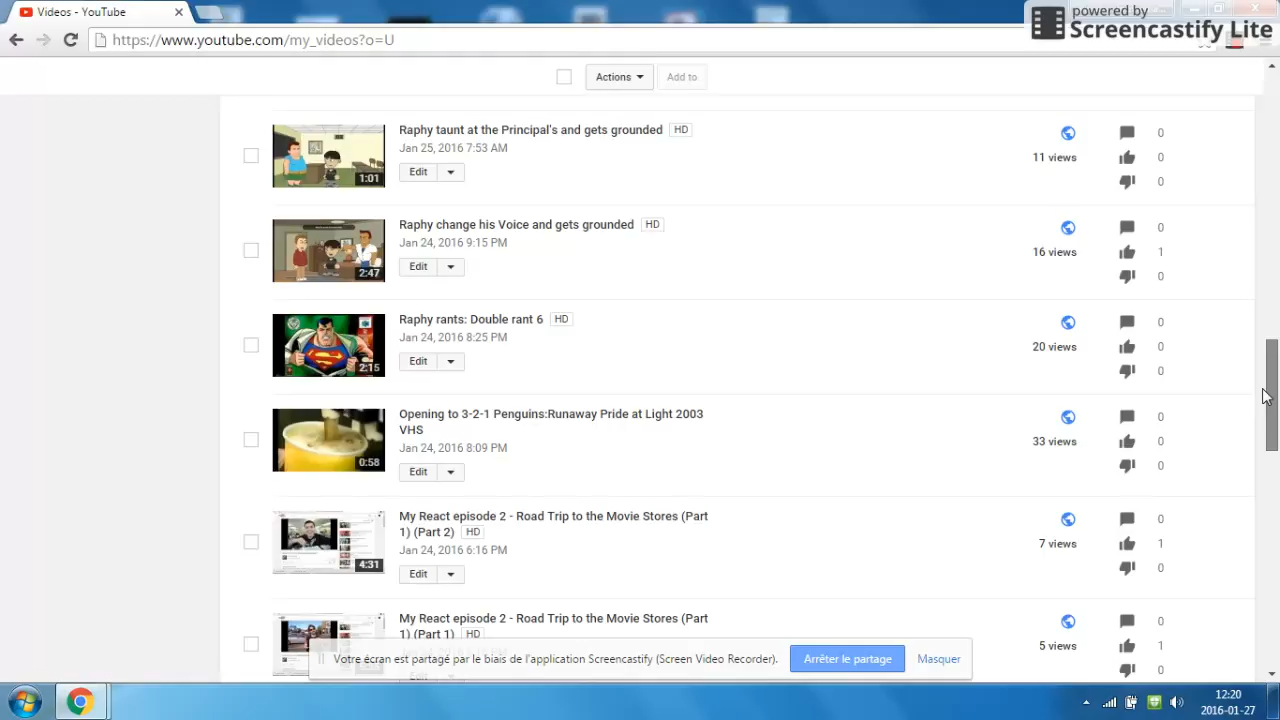 Videos - YouTube
powered by
Screencastify Lite
https://www.youtube.com/my_videos?o=U
Actions
Add to
Raphy taunt at the Principal's and gets grounded HD
Jan 25, 2016 7:53 AM
Edit
1:01
11 views
0
0
0
Raphy change his Voice and gets grounded HD
Jan 24, 2016 9:15 PM
Edit
2:47
16 views
0
1
0
Raphy rants: Double rant 6 HD
Jan 24, 2016 8:25 PM
Edit
2:15
20 views
0
0
0
Opening to 3-2-1 Penguins:Runaway Pride at Light 2003
VHS
Jan 24, 2016 8:09 PM
Edit
0:58
33 views
0
0
0
My React episode 2 - Road Trip to the Movie Stores (Part
1) (Part 2) HD
Jan 24, 2016 6:16 PM
Edit
4:31
7 views
0
1
0
My React episode 2 - Road Trip to the Movie Stores (Part
1) (Part 1) HD
5 views
0
1
0
Votre écran est partagé par le biais de l'application Screencastify (Screen Video Recorder).
Arrêter le partage
Masquer
12:20
2016-01-27